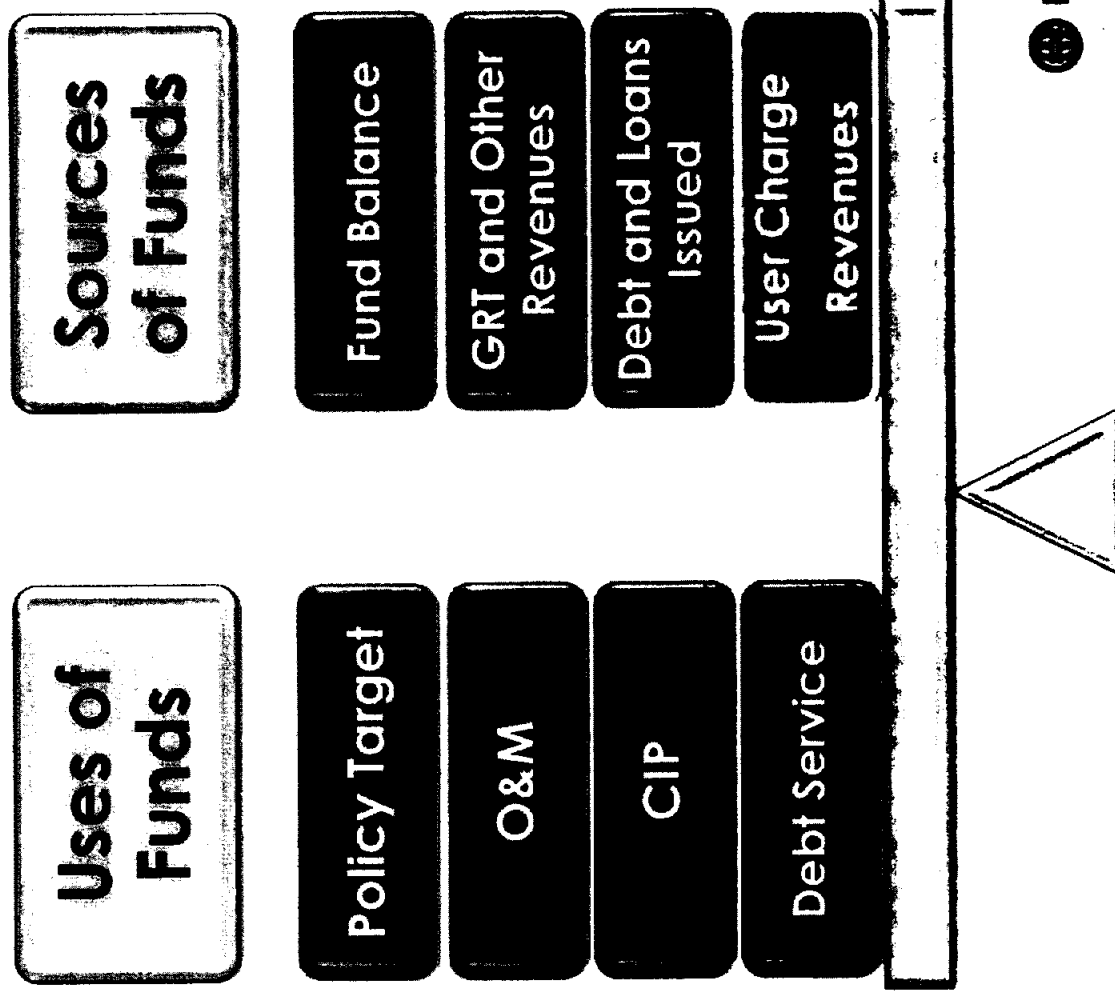 Uses of
Funds
Policy Target
O&M
CIP
Debt Service
Sources
of Funds
Fund Balance
GRT and Other
Revenues
Debt and Loans
Issued
User Charge
Revenues